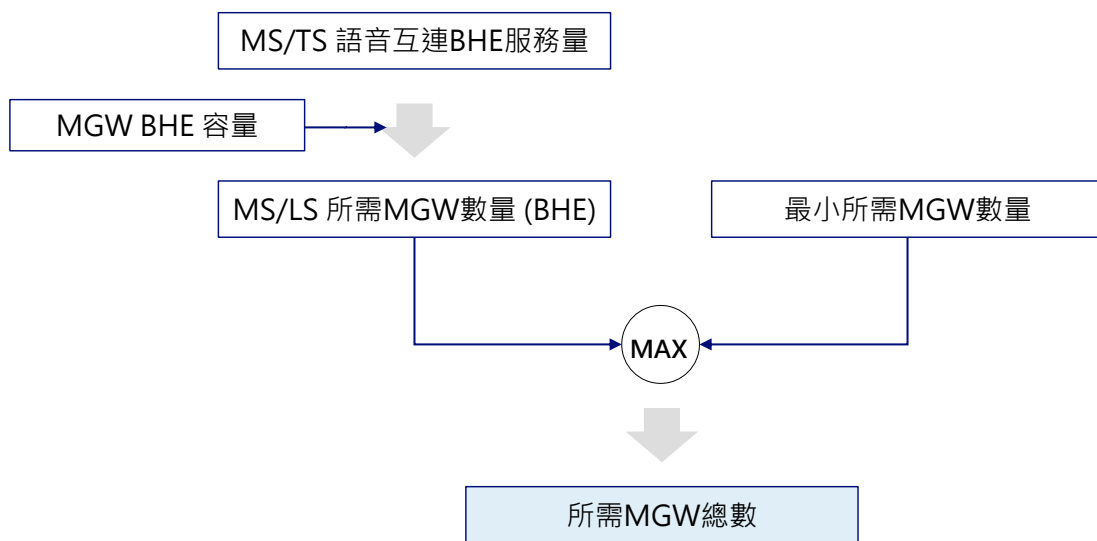 MS/TS 語音互連BHE服務量
MGW BHE 容量
MS/LS 所需MGW數量 (BHE)
最小所需MGW數量
MAX
所需MGW總數